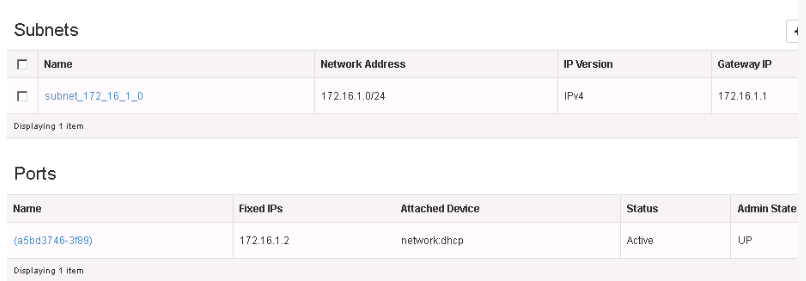 Subnets
Name Network Address IP Version Gateway IP
subnet_172_16_1_0 172.16.1.0/24 IPv4 172.16.1.1
Displaying 1 item
Ports
Name Fixed IPs Attached Device Status Admin State
(a5bd3746-3f89) 172.16.1.2 network:dhcp Active UP
Displaying 1 item